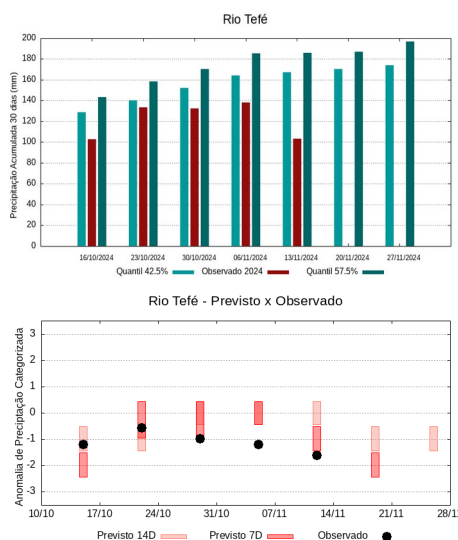 Rio Tefé
Precipitação Acumulada 30 dias (mm)
200
180
160
140
120
100
80
60
40
20
0
16/10/2024 23/10/2024 30/10/2024 06/11/2024 13/11/2024 20/11/2024 27/11/2024
Quantil 42.5% Observado 2024 Quantil 57.5%
Rio Tefé - Previsto x Observado
Anomalia de Preciptação Categorizada
3
2
1
0
-1
-2
-3
10/10 17/10 24/10 31/10 07/11 14/11 21/11 28/11
Previsto 14D Previsto 7D Observado